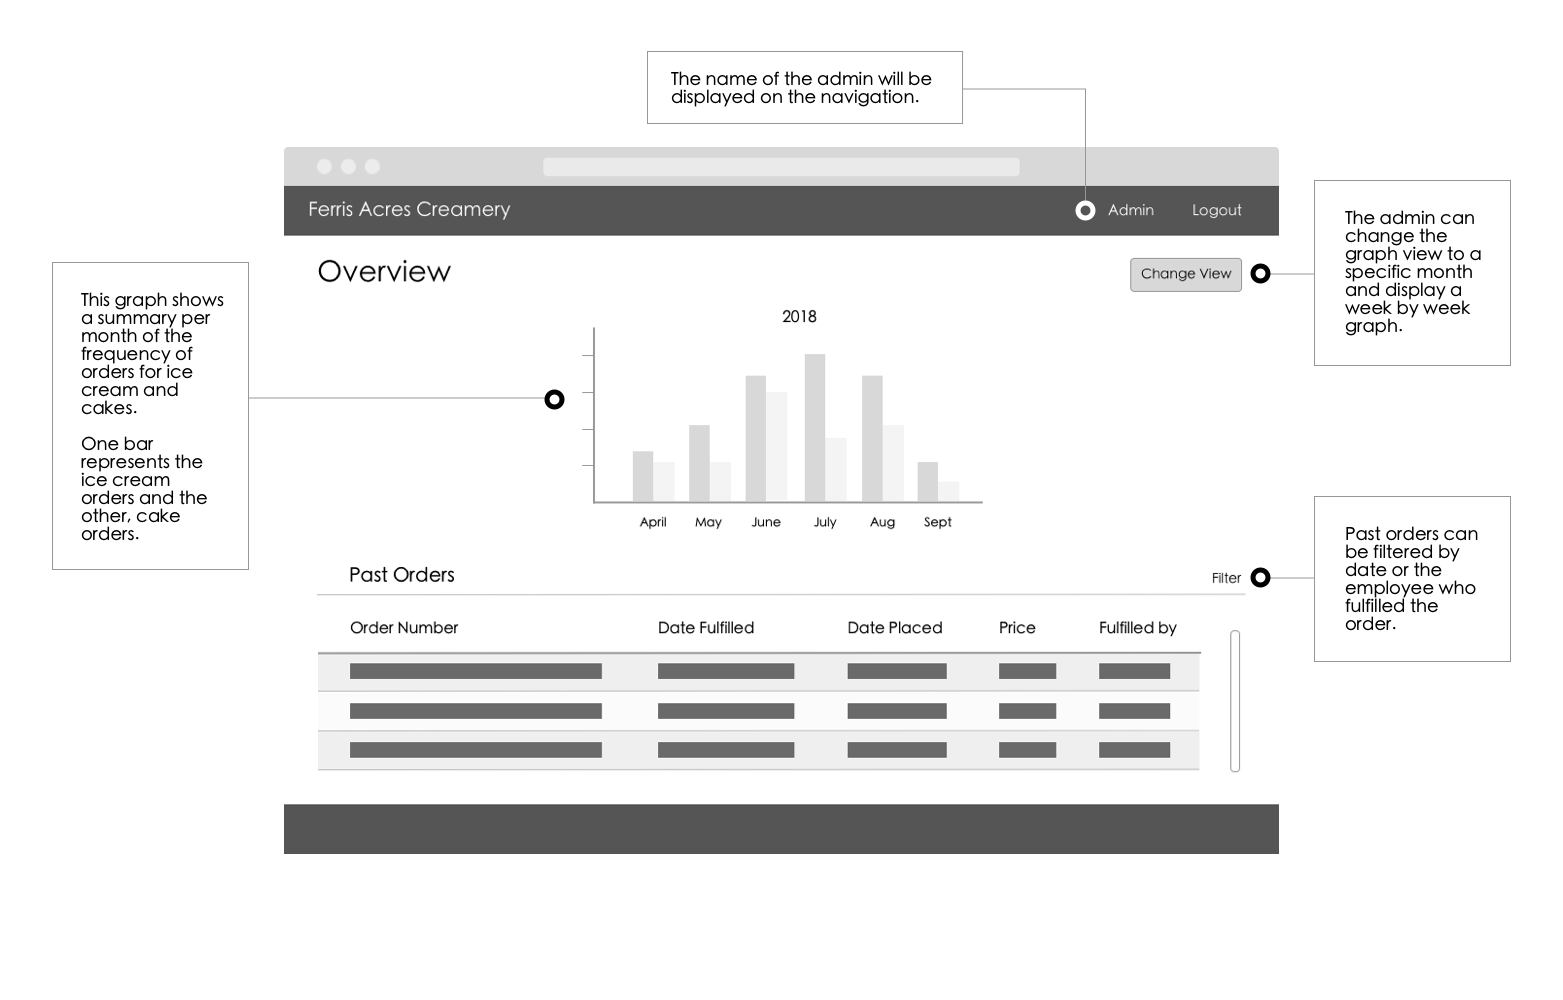 The name of the admin will be
displayed on the navigation.
Ferris Acres Creamery
Admin
Logout
Overview
Change View
The admin can
change the
graph view to a
specific month
and display a
week by week
graph.
This graph shows
a summary per
month of the
frequency of
orders for ice
cream and
cakes.
One bar
represents the
ice cream
orders and the
other, cake
orders.
2018
April May June July Aug Sept
Past Orders
Filter
Past orders can
be filtered by
date or the
employee who
fulfilled the
order.
Order Number Date Fulfilled Date Placed Price Fulfilled by